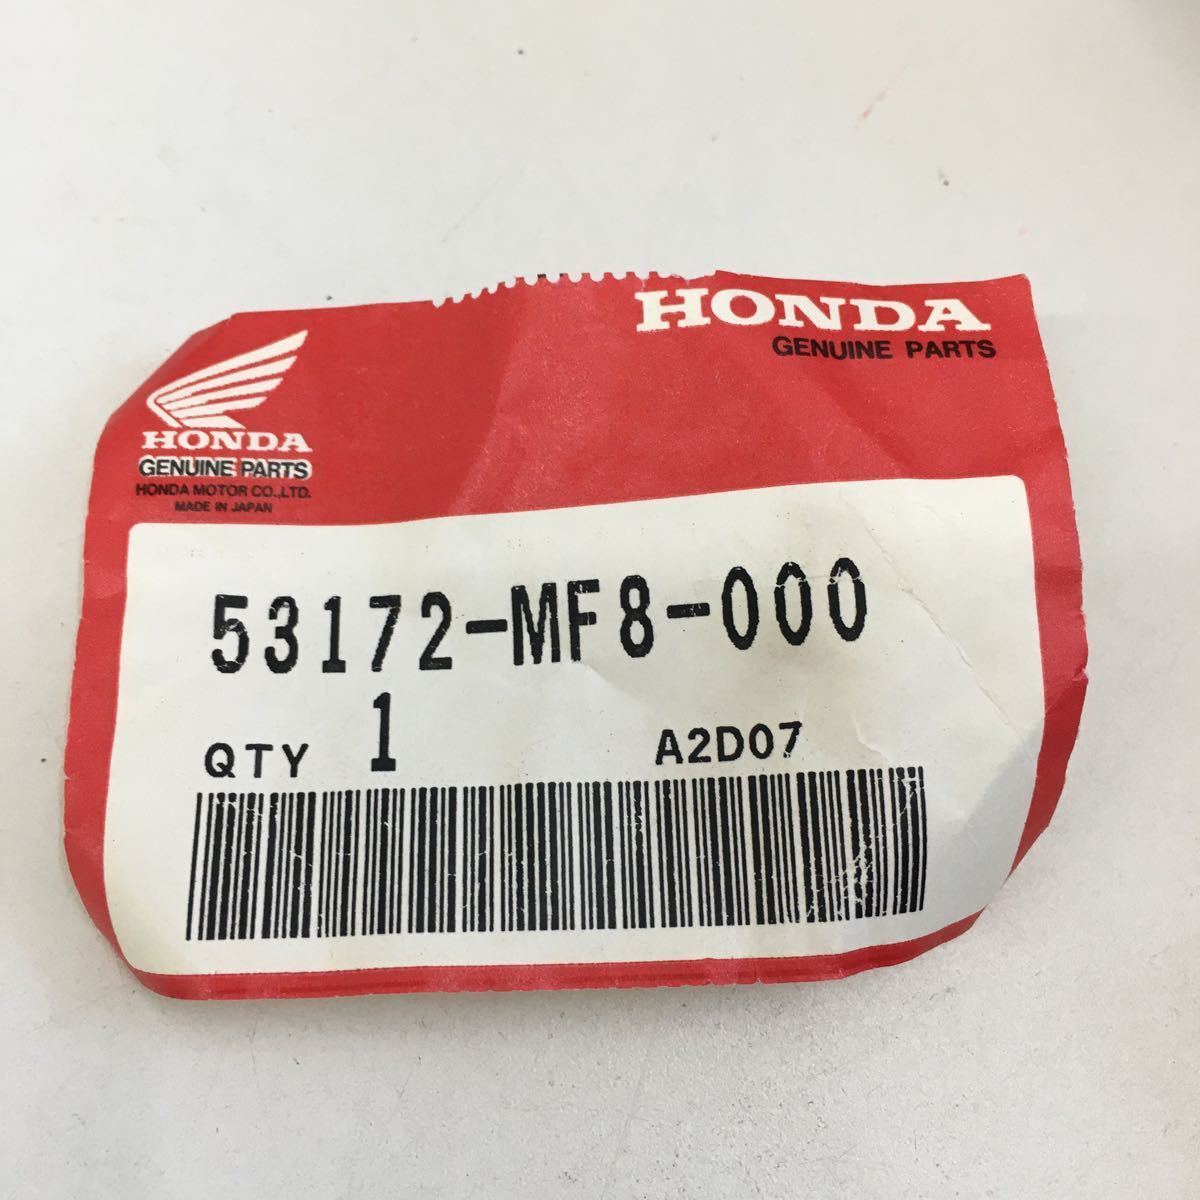 HONDA
GENUINE PARTS
HONDA
GENUINE PARTS
HONDA MOTOR CO.,LTD.
MADE IN JAPAN
53172-MF8-000
QTY 1 A2D07